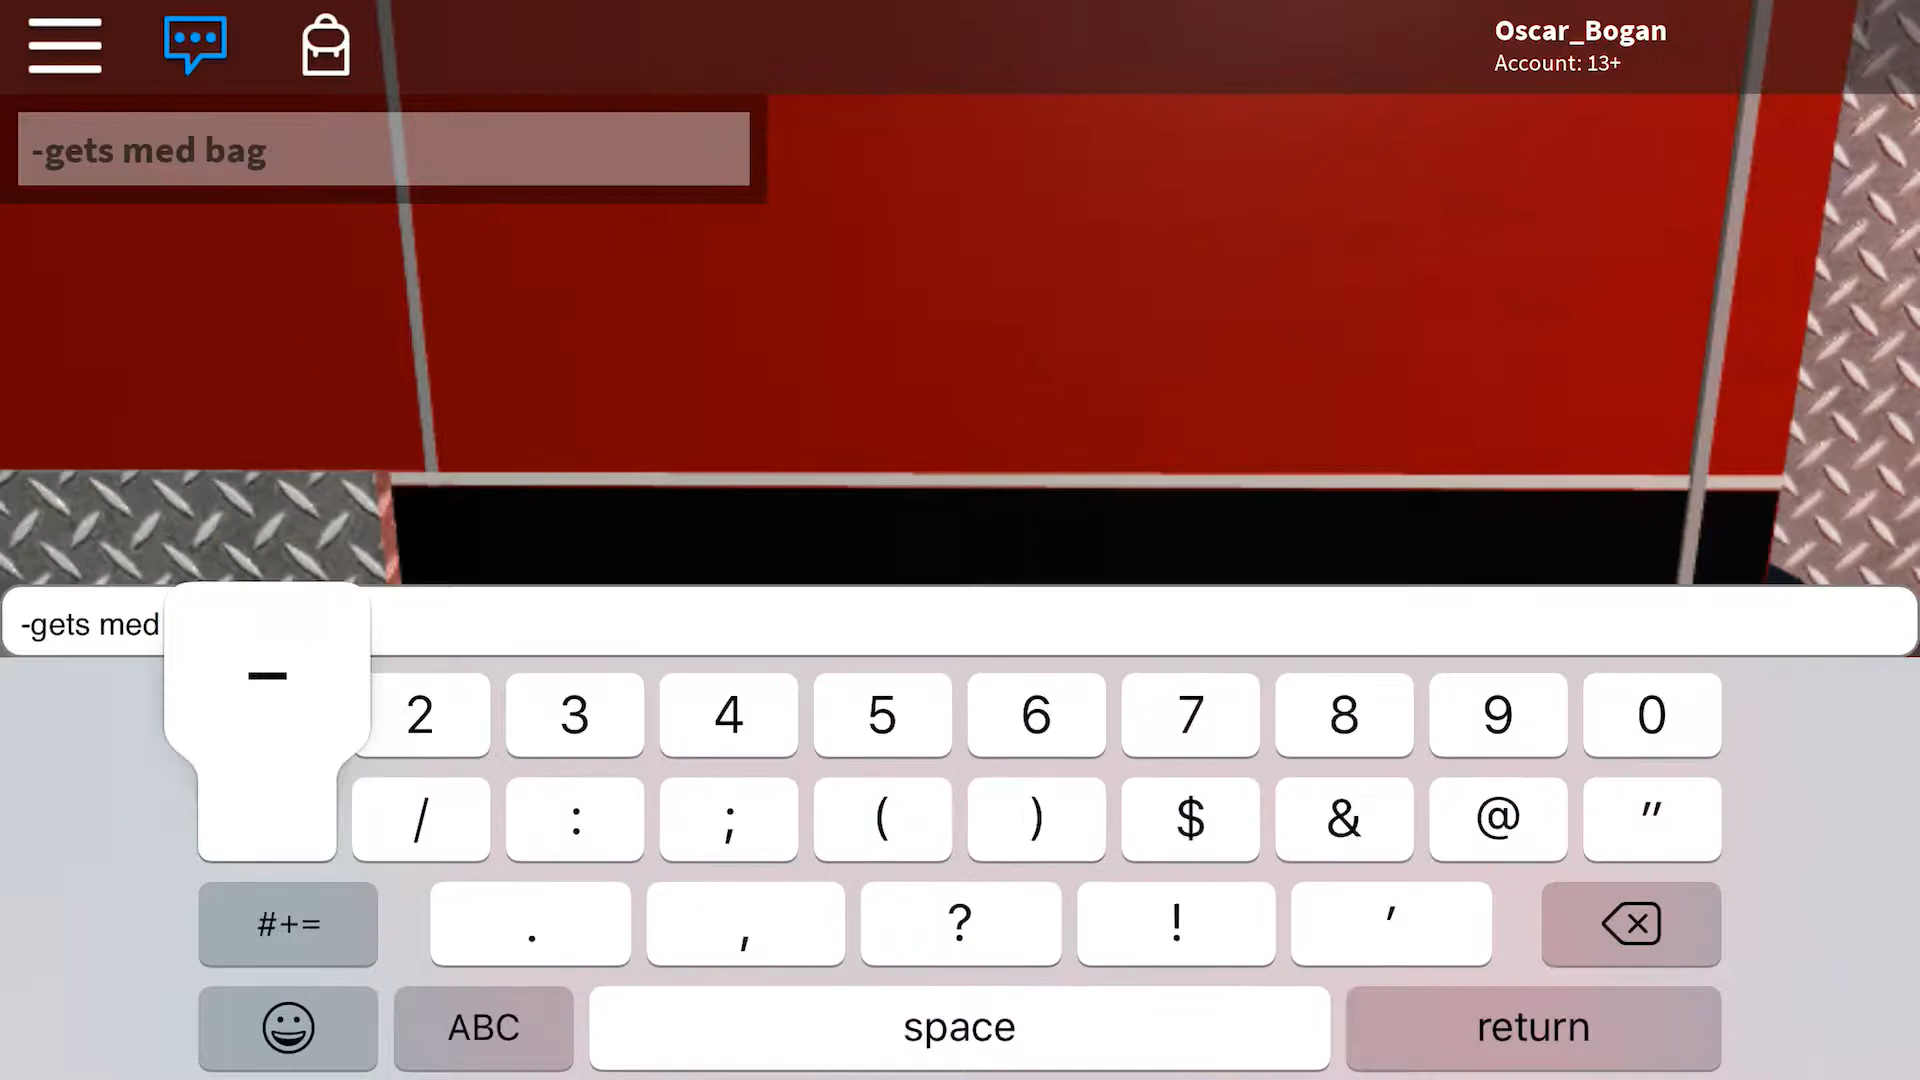 Oscar_Bogan
Account: 13+
-gets med bag
-gets med
–
2 3 4 5 6 7 8 9 0
/ : ; ( ) $ & @ "
#+= . , ? ! '
ABC space return